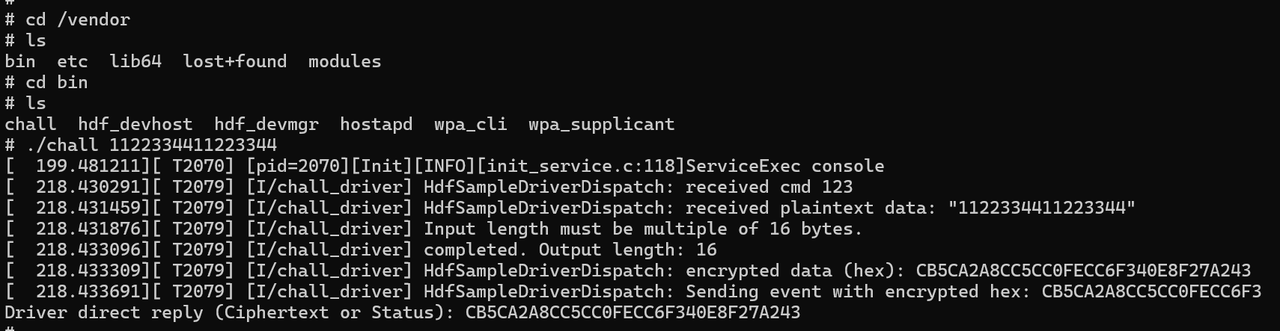 #
# cd /vendor
# ls
bin  etc  lib64  lost+found  modules
# cd bin
# ls
chall  hdf_devhost  hdf_devmgr  hostapd  wpa_cli  wpa_supplicant
# ./chall 1122334411223344
[  199.481211][ T2070] [pid=2070][Init][INFO][init_service.c:118]ServiceExec console
[  218.430291][ T2079] [I/chall_driver] HdfSampleDriverDispatch: received cmd 123
[  218.431459][ T2079] [I/chall_driver] HdfSampleDriverDispatch: received plaintext data: "1122334411223344"
[  218.431876][ T2079] [I/chall_driver] Input length must be multiple of 16 bytes.
[  218.433096][ T2079] [I/chall_driver] completed. Output length: 16
[  218.433309][ T2079] [I/chall_driver] HdfSampleDriverDispatch: encrypted data (hex): CB5CA2A8CC5CC0FECC6F340E8F27A243
[  218.433691][ T2079] [I/chall_driver] HdfSampleDriverDispatch: Sending event with encrypted hex: CB5CA2A8CC5CC0FECC6F3
Driver direct reply (Ciphertext or Status): CB5CA2A8CC5CC0FECC6F340E8F27A243
#